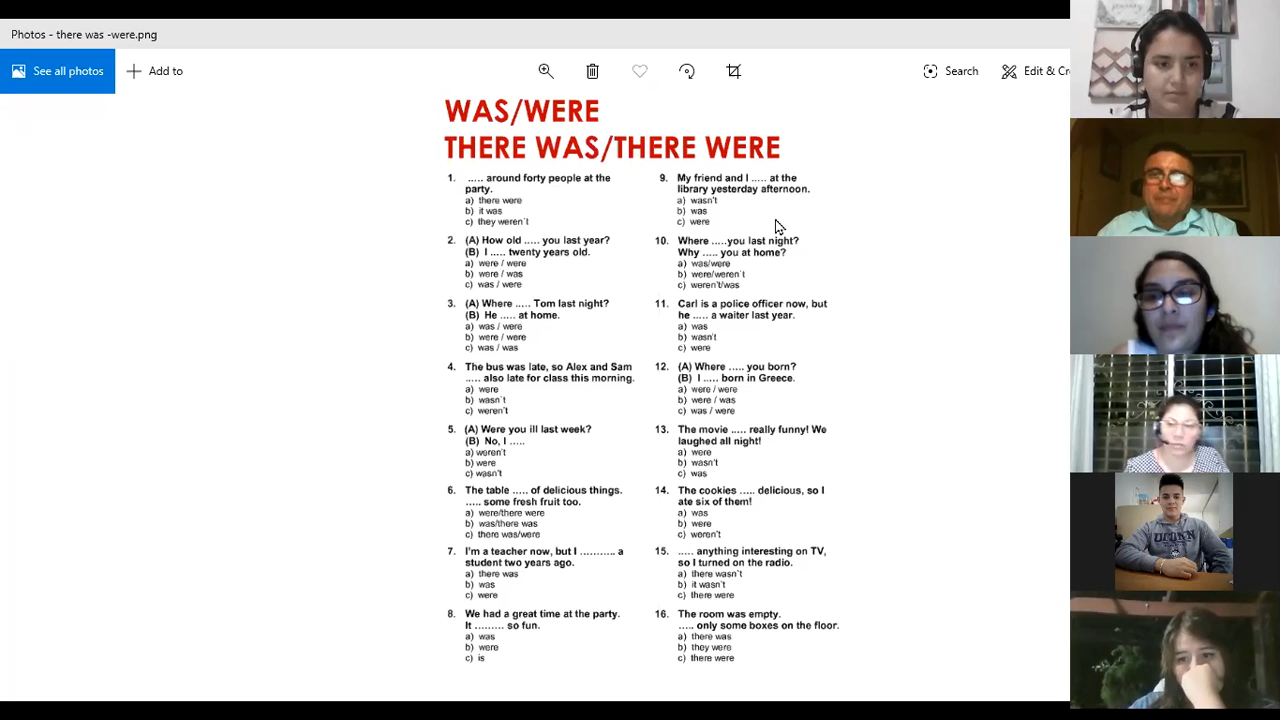 Photos - there was -were.png
See all photos
Add to
Search
Edit & Cr
WAS/WERE
THERE WAS/THERE WERE
1. ..... around forty people at the
party.
a) there were
b) it was
c) they weren`t
2. (A) How old ..... you last year?
(B) I ..... twenty years old.
a) were / were
b) were / was
c) was / were
3. (A) Where ..... Tom last night?
(B) He ..... at home.
a) was / were
b) were / were
c) was / was
4. The bus was late, so Alex and Sam
..... also late for class this morning.
a) were
b) wasn`t
c) weren't
5. (A) Were you ill last week?
(B) No, I .....
a) weren't
b) were
c) wasn't
6. The table ..... of delicious things.
..... some fresh fruit too.
a) were/there were
b) was/there was
c) there was/were
7. I'm a teacher now, but I .......... a
student two years ago.
a) there was
b) was
c) were
8. We had a great time at the party.
It ......... so fun.
a) was
b) were
c) is
9. My friend and I ..... at the
library yesterday afternoon.
a) wasn't
b) was
c) were
10. Where .....you last night?
Why ..... you at home?
a) was/were
b) were/weren`t
c) weren't/was
11. Carl is a police officer now, but
he ..... a waiter last year.
a) was
b) wasn't
c) were
12. (A) Where ..... you born?
(B) I ..... born in Greece.
a) were / were
b) were / was
c) was / were
13. The movie ..... really funny! We
laughed all night!
a) were
b) wasn't
c) was
14. The cookies ..... delicious, so I
ate six of them!
a) was
b) were
c) weren't
15. ..... anything interesting on TV,
so I turned on the radio.
a) there wasn`t
b) it wasn't
c) there were
16. The room was empty.
..... only some boxes on the floor.
a) there was
b) they were
c) there were
UCONN